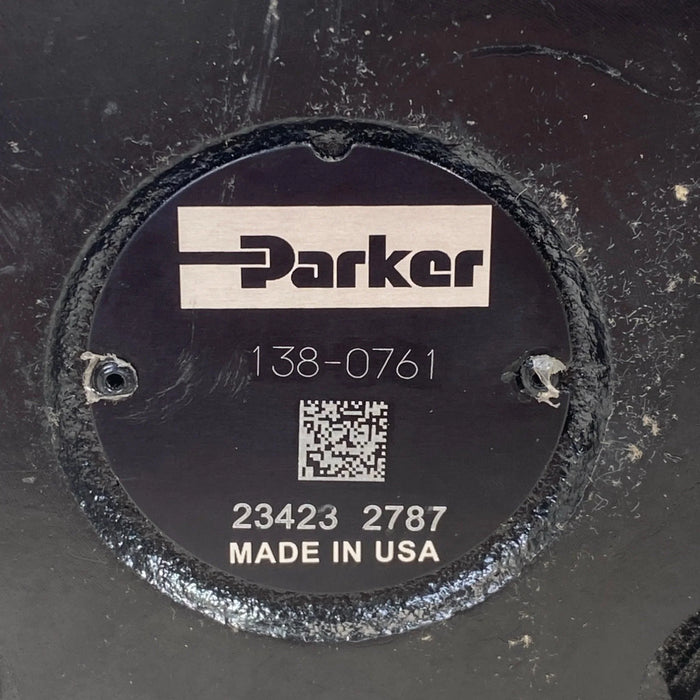 Parker
138-0761
23423 2787
MADE IN USA